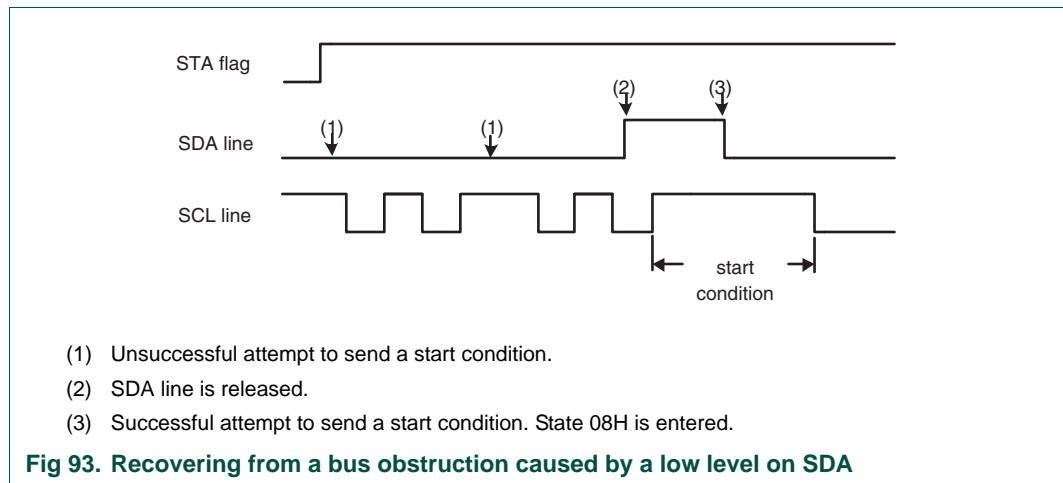 STA flag
(2) (3)
(1) (1)
SDA line
SCL line
start
condition
(1) Unsuccessful attempt to send a start condition.
(2) SDA line is released.
(3) Successful attempt to send a start condition. State 08H is entered.
Fig 93. Recovering from a bus obstruction caused by a low level on SDA